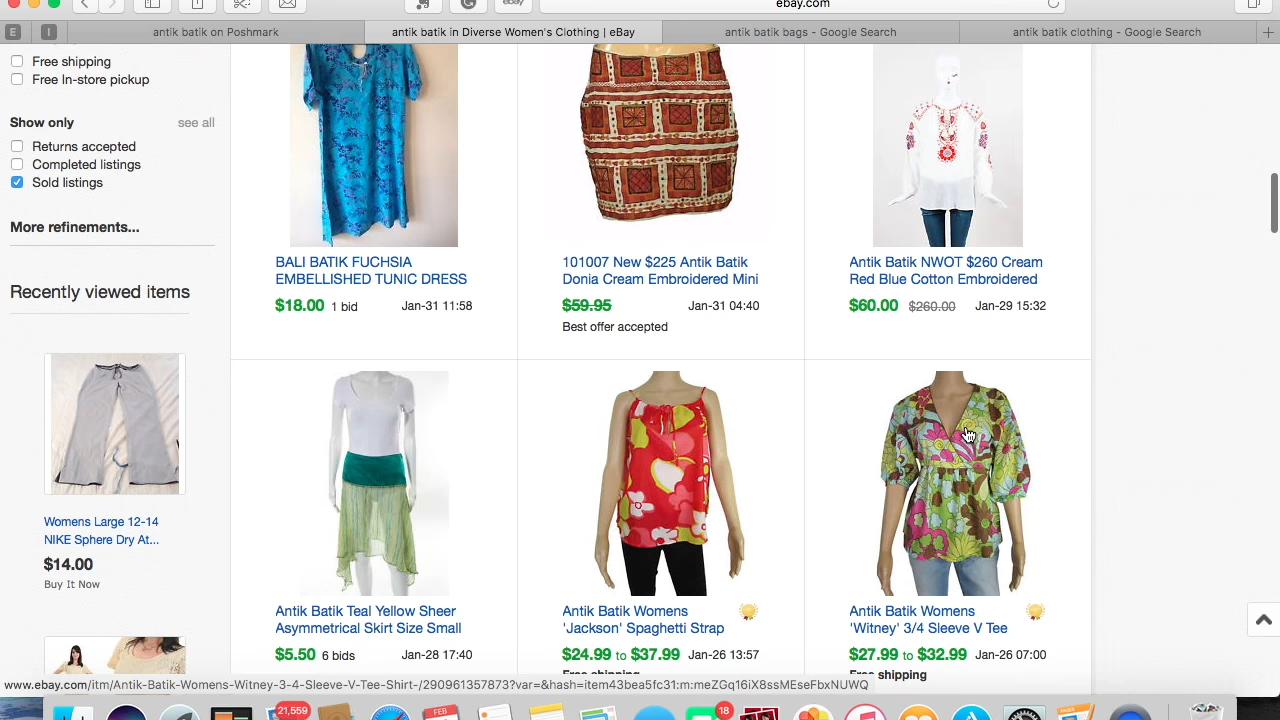 ebay
ebay.com
E
I
antik batik on Poshmark
antik batik in Diverse Women's Clothing | eBay
antik batik bags - Google Search
antik batik clothing - Google Search
Free shipping
Free In-store pickup
Show only
see all
Returns accepted
Completed listings
Sold listings
More refinements...
Recently viewed items
Womens Large 12-14
NIKE Sphere Dry At...
$14.00
Buy It Now
BALI BATIK FUCHSIA
EMBELLISHED TUNIC DRESS
$18.00 1 bid Jan-31 11:58
101007 New $225 Antik Batik
Donia Cream Embroidered Mini
$59.95 Jan-31 04:40
Best offer accepted
Antik Batik NWOT $260 Cream
Red Blue Cotton Embroidered
$60.00 $260.00 Jan-29 15:32
Antik Batik Teal Yellow Sheer
Asymmetrical Skirt Size Small
$5.50 6 bids Jan-28 17:40
Antik Batik Womens
'Jackson' Spaghetti Strap
$24.99 to $37.99 Jan-26 13:57
Free shipping
Antik Batik Womens
'Witney' 3/4 Sleeve V Tee
$27.99 to $32.99 Jan-26 07:00
Free shipping
www.ebay.com/itm/Antik-Batik-Womens-Witney-3-4-Sleeve-V-Tee-Shirt-/290961357873?var=&hash=item43bea5fc31:m:meZGq16iX8ssMEseFbxNUWQ
21,559
FEB
18